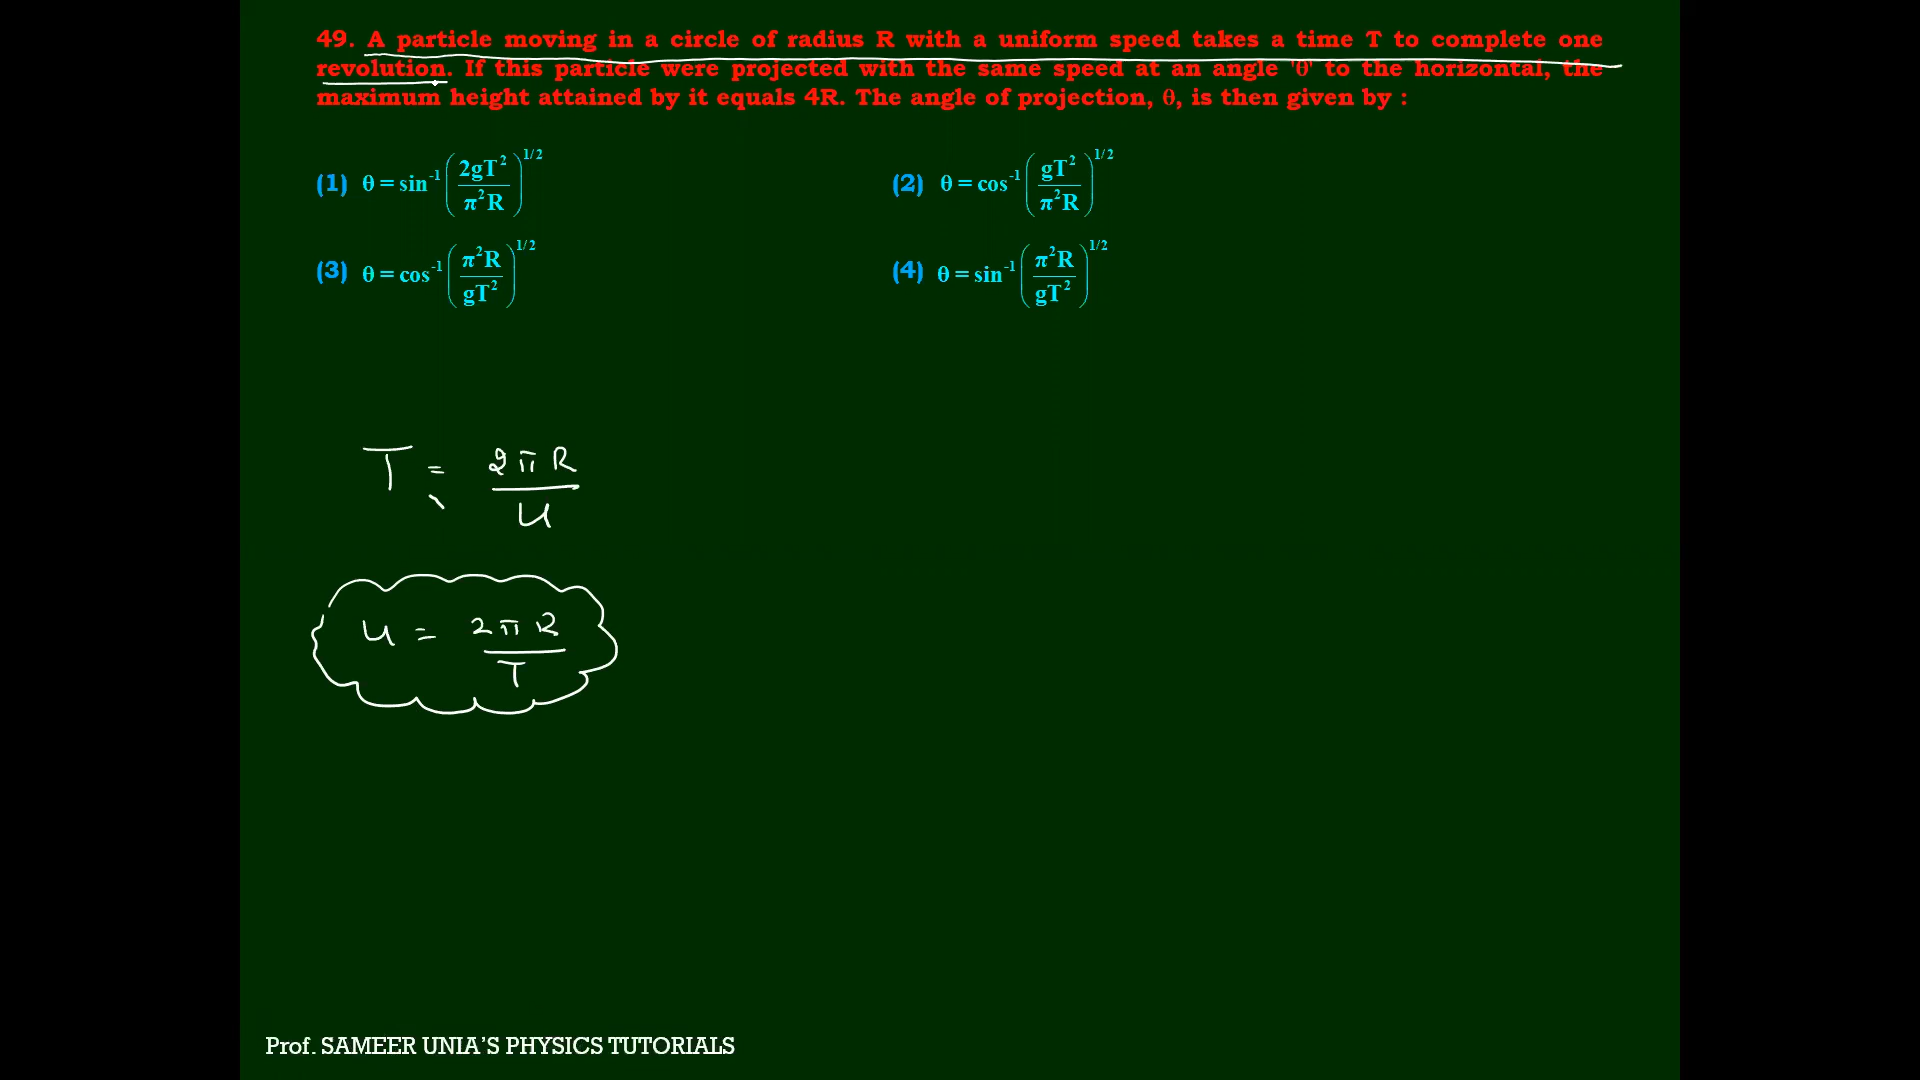 49. A particle moving in a circle of radius R with a uniform speed takes a time T to complete one
revolution. If this particle were projected with the same speed at an angle 'θ' to the horizontal, the
maximum height attained by it equals 4R. The angle of projection, θ, is then given by :
(1) θ = sin⁻¹ (2gT² / π²R)^1/2
(2) θ = cos⁻¹ (gT² / π²R)^1/2
(3) θ = cos⁻¹ (π²R / gT²)^1/2
(4) θ = sin⁻¹ (π²R / gT²)^1/2
T = 2πR / u
u = 2πR / T
Prof. SAMEER UNIA'S PHYSICS TUTORIALS